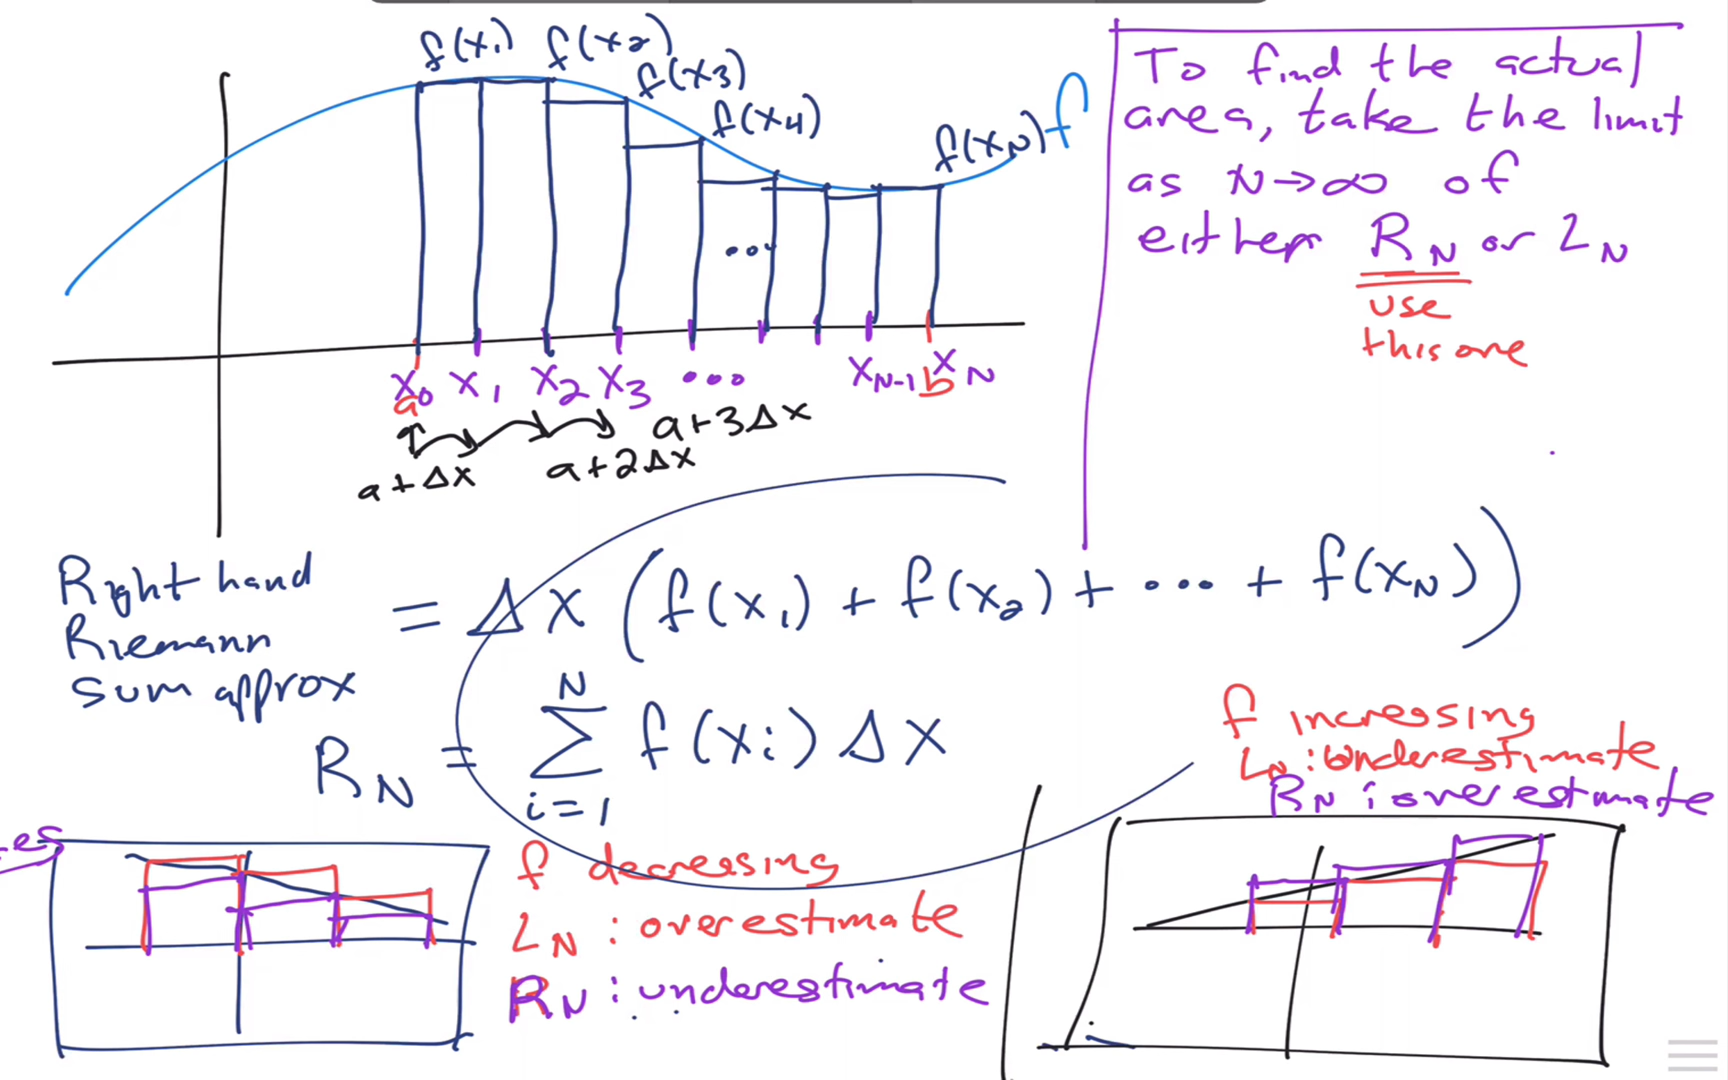 f(x₁) f(x₂)
f(x₃)
f(x₄)
f(x_N) f
...
x₀ x₁ x₂ x₃ ... x_{N-1} x_N
a b
a+Δx a+2Δx a+3Δx
To find the actual
area, take the limit
as N→∞ of
either R_N or L_N
use
this one
Right hand
Riemann
Sum approx
= Δx (f(x₁) + f(x₂) + ... + f(x_N))
R_N = \sum_{i=1}^{N} f(xᵢ) Δx
f increasing
L_N : underestimate
R_N : overestimate
es
f decreasing
L_N : overestimate
R_N : underestimate